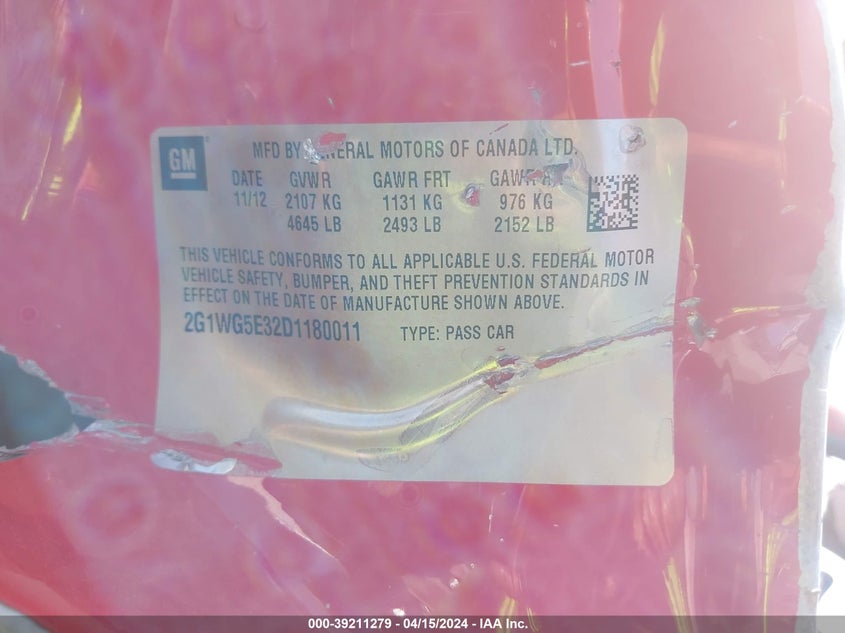 GM
MFD BY GENERAL MOTORS OF CANADA LTD.
DATE GVWR GAWR FRT GAWR
11/12 2107 KG 1131 KG 976 KG
4645 LB 2493 LB 2152 LB
THIS VEHICLE CONFORMS TO ALL APPLICABLE U.S. FEDERAL MOTOR
VEHICLE SAFETY, BUMPER, AND THEFT PREVENTION STANDARDS IN
EFFECT ON THE DATE OF MANUFACTURE SHOWN ABOVE.
2G1WG5E32D1180011 TYPE: PASS CAR
000-39211279 - 04/15/2024 - IAA Inc.